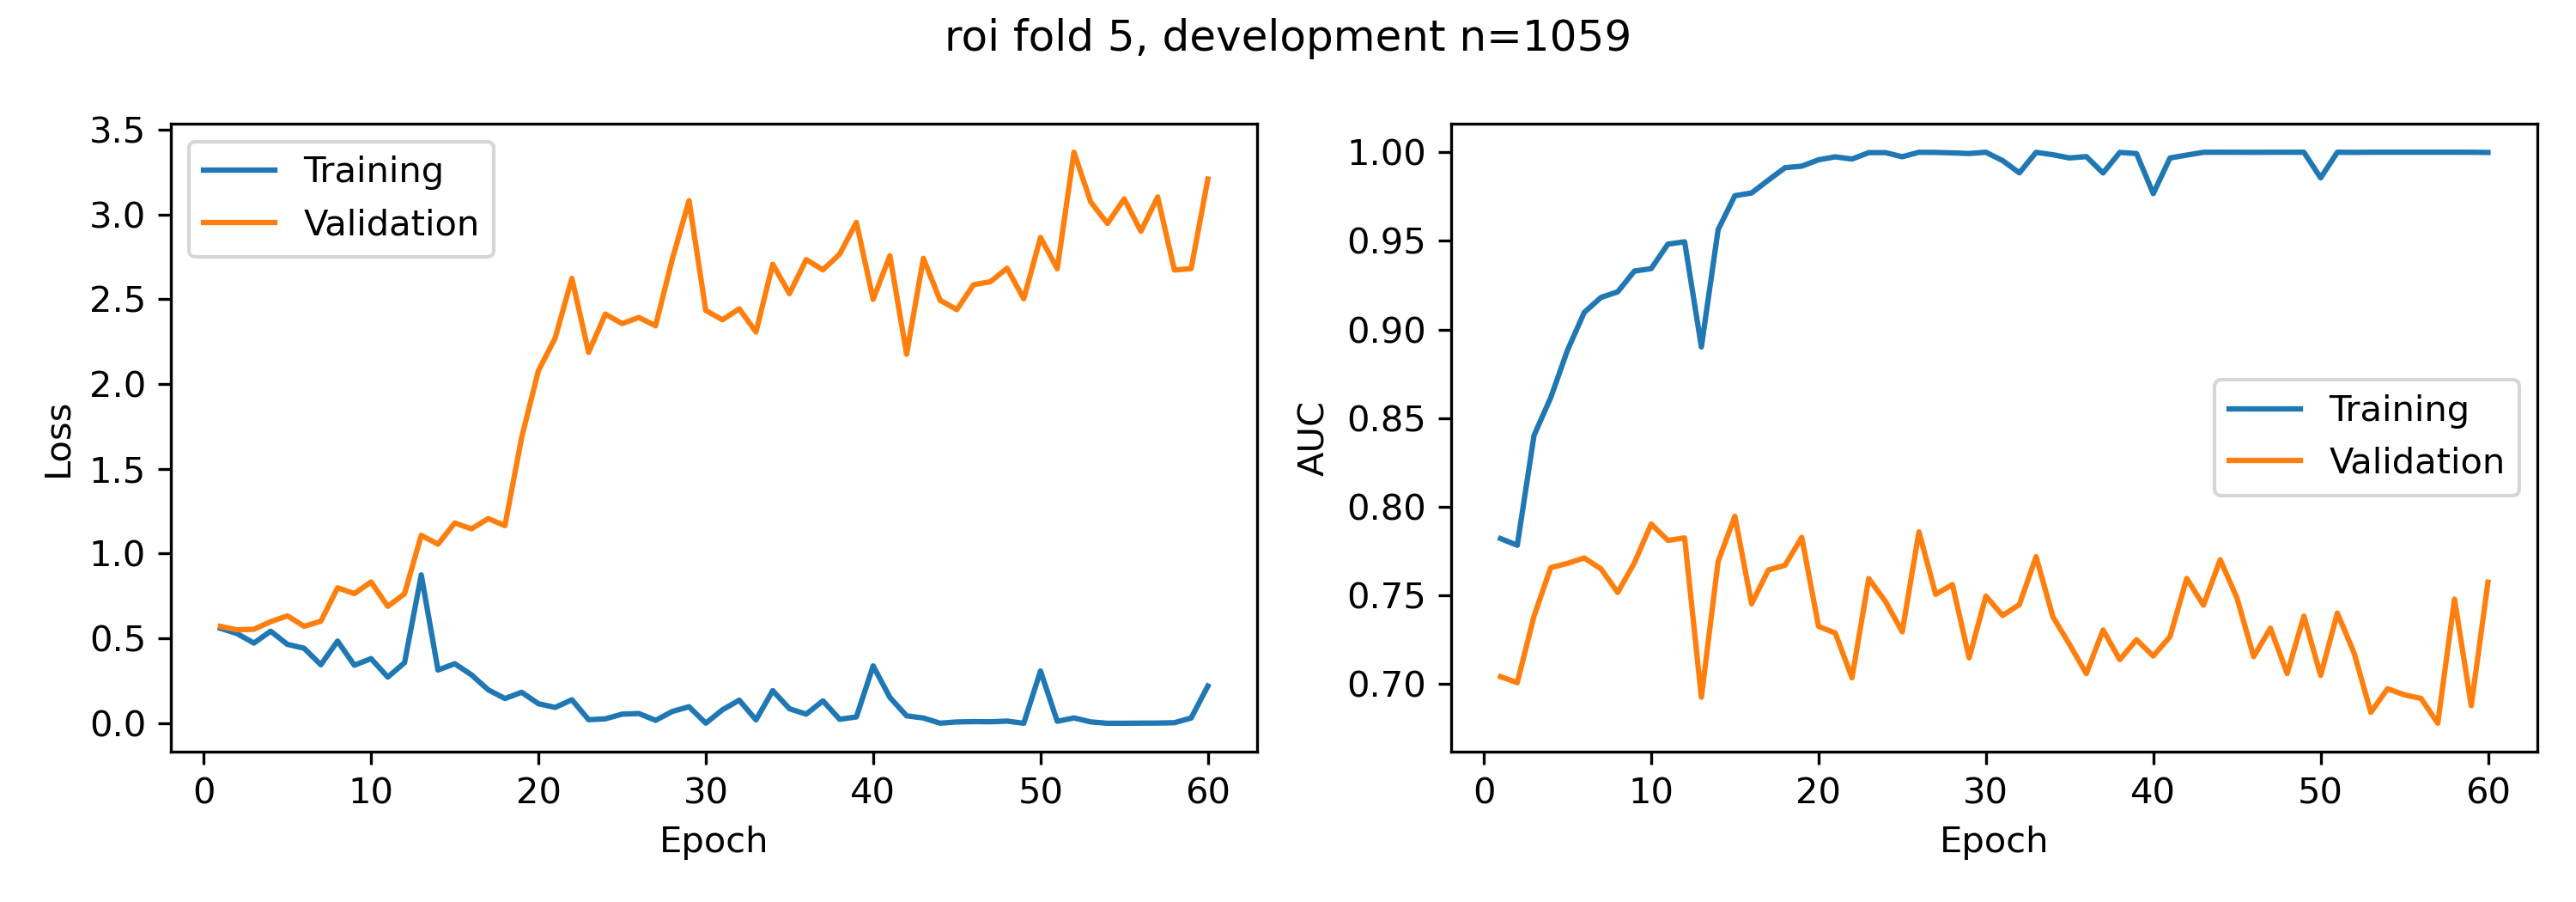 roi fold 5, development n=1059
3.5
3.0
2.5
2.0
1.5
1.0
0.5
0.0
Loss
Training
Validation
0 10 20 30 40 50 60
Epoch
1.00
0.95
0.90
0.85
0.80
0.75
0.70
AUC
Training
Validation
0 10 20 30 40 50 60
Epoch